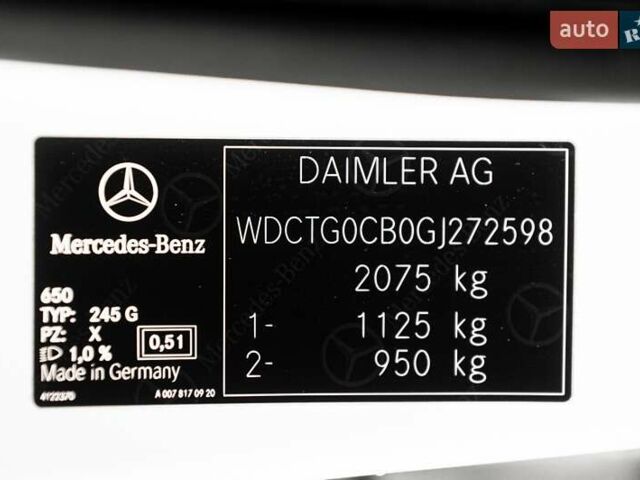 auto
R
DAIMLER AG
WDCTG0CB0GJ272598
2075 kg
1- 1125 kg
2- 950 kg
Mercedes-Benz
650
TYP: 245 G
PZ: X
1,0 %
0,51
Made in Germany
A 007 817 09 20